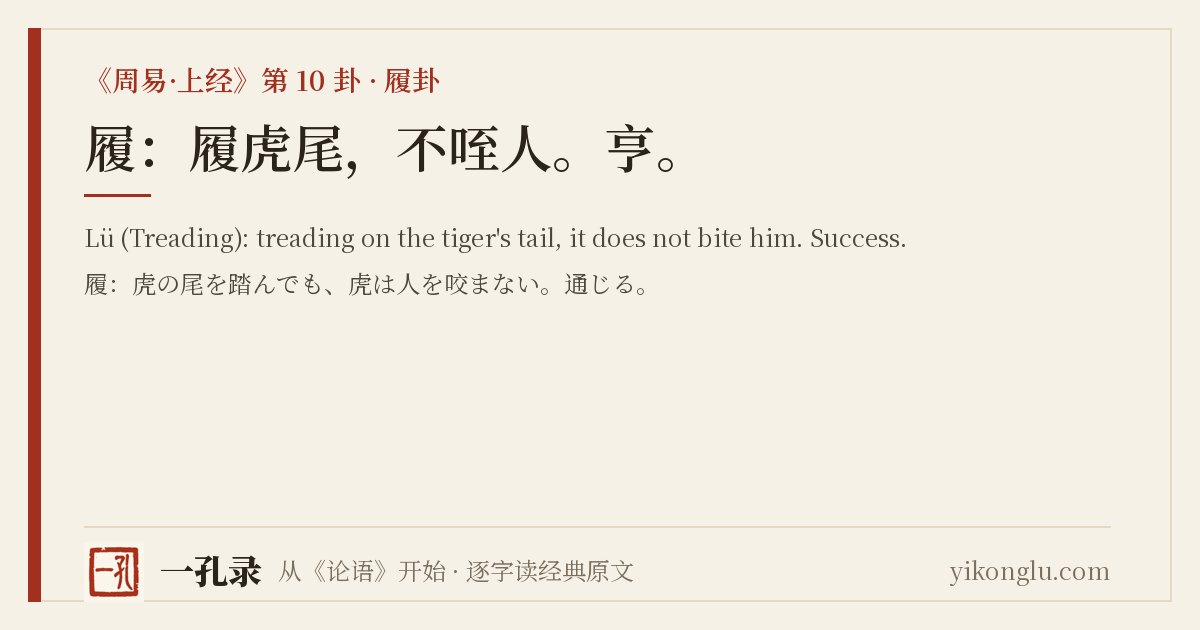 《周易·上经》第 10 卦 · 履卦
履：履虎尾，不咥人。亨。
Lü (Treading): treading on the tiger's tail, it does not bite him. Success.
履：虎の尾を踏んでも、虎は人を咬まない。通じる。
一孔
一孔录 从《论语》开始 · 逐字读经典原文 yikonglu.com